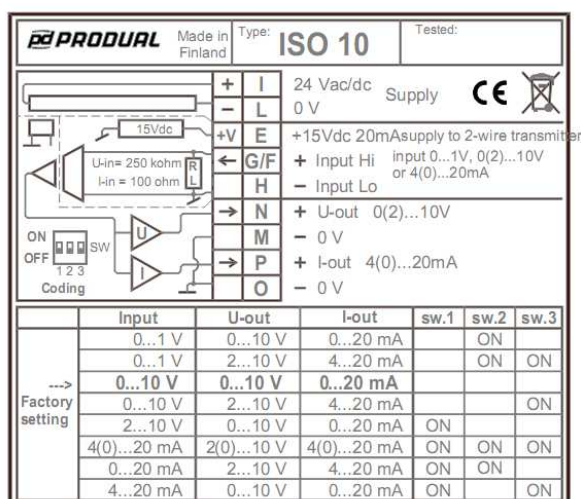 PRODUAL Made in Finland Type: ISO 10 Tested:
+ I 24 Vac/dc Supply CE
- L 0 V
15Vdc +V E +15Vdc 20mAsupply to 2-wire transmitter
U-in= 250 kohm R ← G/F + Input Hi input 0...1V, 0(2)...10V
I-in = 100 ohm L H - Input Lo or 4(0)...20mA
→ N + U-out 0(2)...10V
ON U M - 0 V
OFF SW → P + I-out 4(0)...20mA
1 2 3 I O - 0 V
Coding
Input U-out I-out sw.1 sw.2 sw.3
0...1 V 0...10 V 0...20 mA ON
0...1 V 2...10 V 4...20 mA ON ON
---> 0...10 V 0...10 V 0...20 mA
Factory setting 0...10 V 2...10 V 4...20 mA ON
2...10 V 0...10 V 0...20 mA ON
4(0)...20 mA 2(0)...10 V 4(0)...20 mA ON ON ON
0...20 mA 2...10 V 4...20 mA ON ON
4...20 mA 0...10 V 0...20 mA ON ON